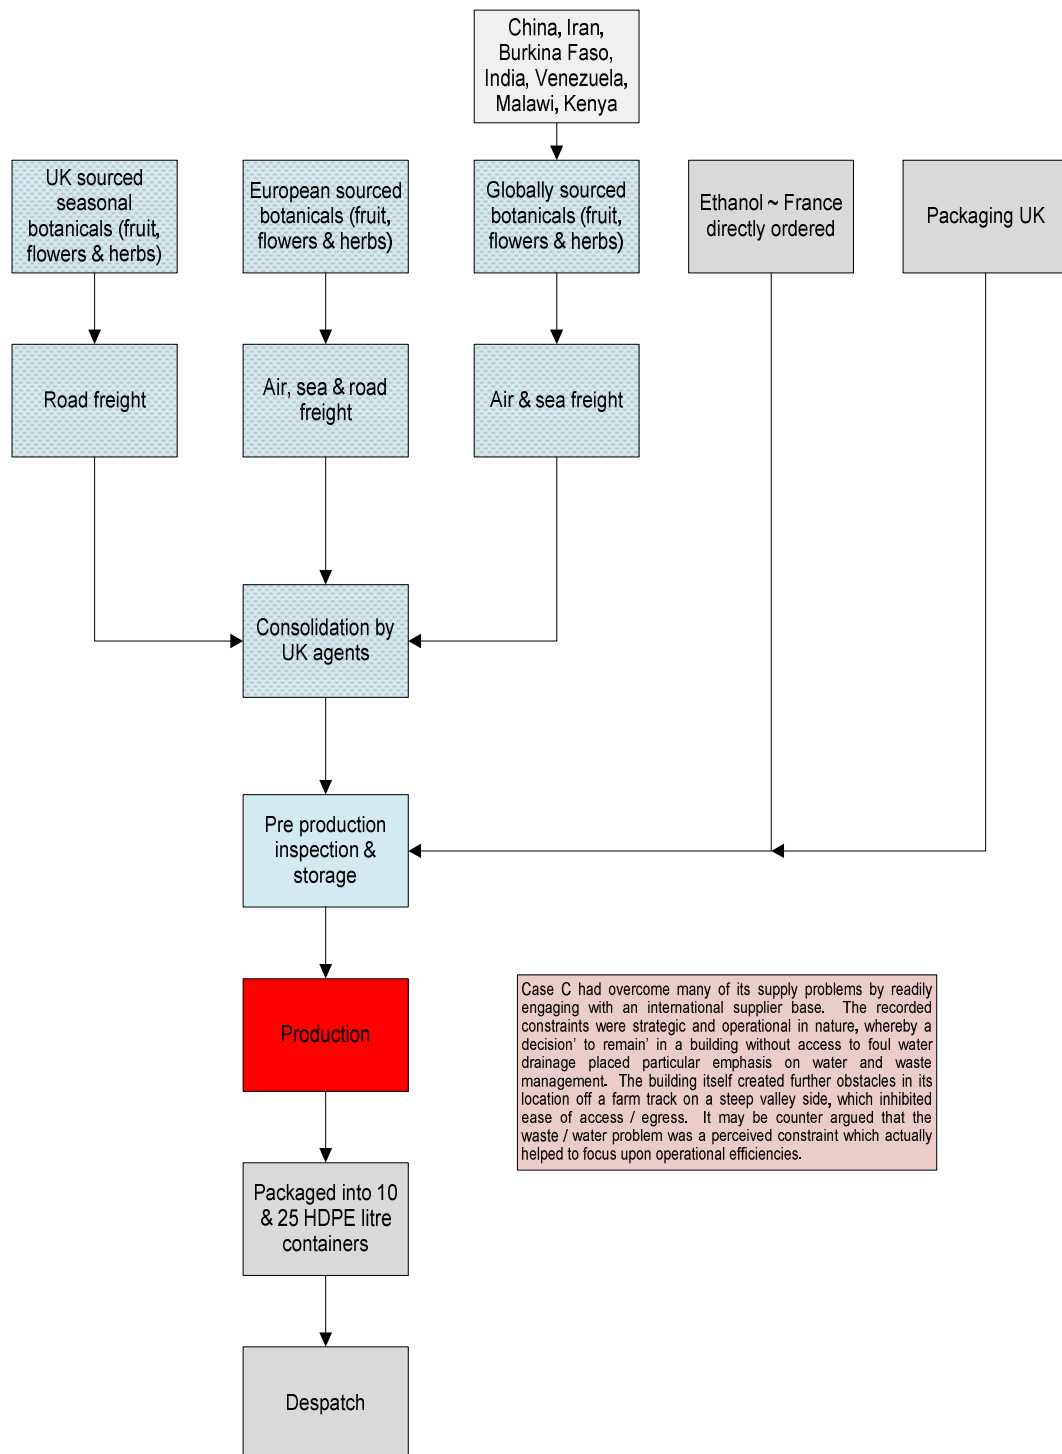 China, Iran,
Burkina Faso,
India, Venezuela,
Malawi, Kenya
UK sourced
seasonal
botanicals (fruit,
flowers & herbs)
European sourced
botanicals (fruit,
flowers & herbs)
Globally sourced
botanicals (fruit,
flowers & herbs)
Ethanol ~ France
directly ordered
Packaging UK
Road freight
Air, sea & road
freight
Air & sea freight
Consolidation by
UK agents
Pre production
inspection &
storage
Production
Case C had overcome many of its supply problems by readily
engaging with an international supplier base. The recorded
constraints were strategic and operational in nature, whereby a
decision’ to remain’ in a building without access to foul water
drainage placed particular emphasis on water and waste
management. The building itself created further obstacles in its
location off a farm track on a steep valley side, which inhibited
ease of access / egress. It may be counter argued that the
waste / water problem was a perceived constraint which actually
helped to focus upon operational efficiencies.
Packaged into 10
& 25 HDPE litre
containers
Despatch